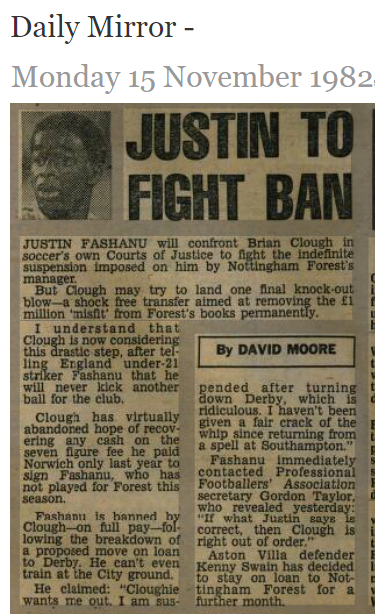 Daily Mirror -
Monday 15 November 1982.
JUSTIN TO
FIGHT BAN
JUSTIN FASHANU will confront Brian Clough in
soccer's own Courts of Justice to fight the indefinite
suspension imposed on him by Nottingham Forest's
manager.
But Clough may try to land one final knock-out
blow—a shock free transfer aimed at removing the £1
million 'misfit' from Forest's books permanently.
I understand that
Clough is now considering
this drastic step, after tel-
ling England under-21
striker Fashanu that he
will never kick another
ball for the club.
Clough has virtually
abandoned hope of recov-
ering any cash on the
seven figure fee he paid
Norwich only last year to
sign Fashanu, who has
not played for Forest this
season.
Fashanu is banned by
Clough—on full pay—fol-
lowing the breakdown of
a proposed move on loan
to Derby. He can't even
train at the City ground.
He claimed: "Cloughie
wants me out. I am sus-
By DAVID MOORE
pended after turning
down Derby, which is
ridiculous. I haven't been
given a fair crack of the
whip since returning from
a spell at Southampton."
Fashanu immediately
contacted Professional
Footballers' Association
secretary Gordon Taylor,
who revealed yesterday:
"If what Justin says is
correct, then Clough is
right out of order."
Aston Villa defender
Kenny Swain has decided
to stay on loan to Not-
tingham Forest for a
further month.